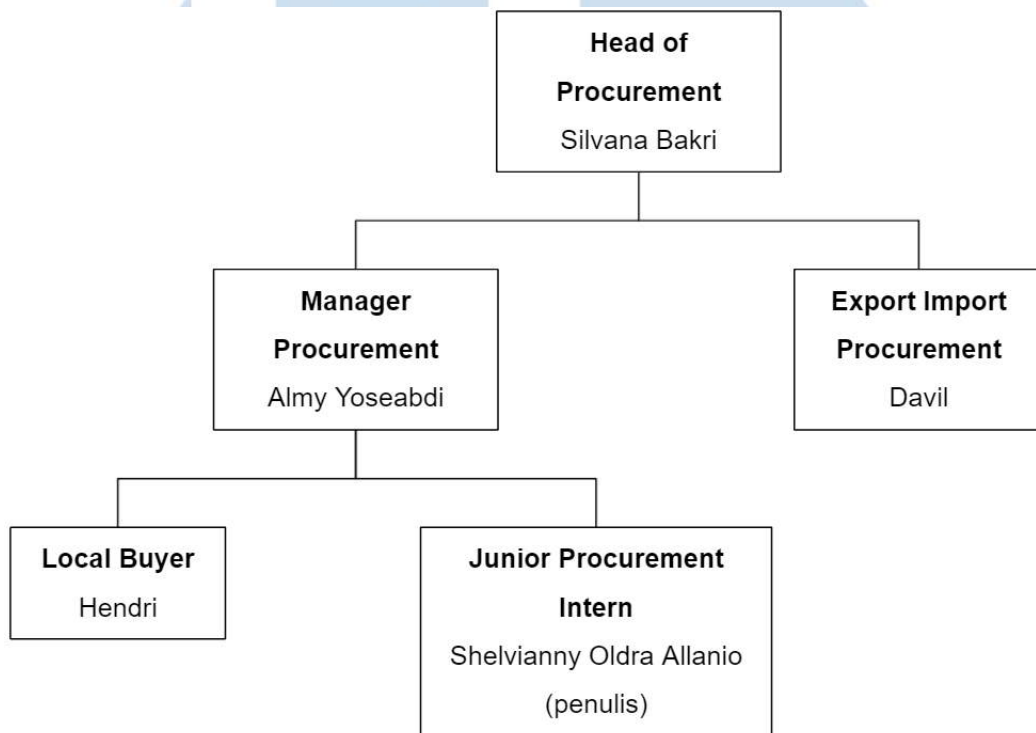 Head of
Procurement
Silvana Bakri
Manager
Procurement
Almy Yoseabdi
Export Import
Procurement
Davil
Local Buyer
Hendri
Junior Procurement
Intern
Shelvianny Oldra Allanio
(penulis)